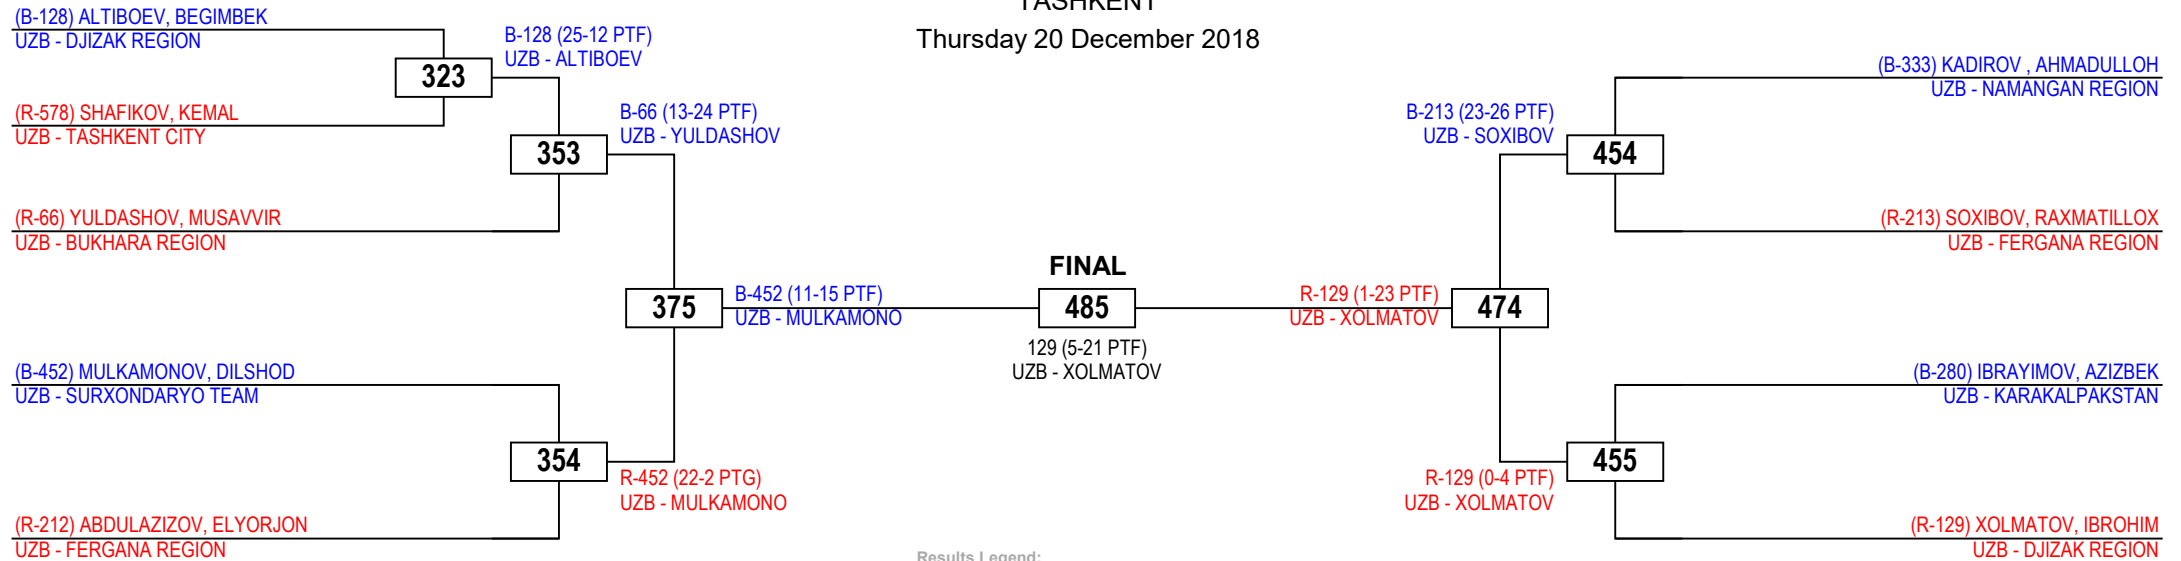 TASHKENT
Thursday 20 December 2018
(B-128) ALTIBOEV, BEGIMBEK
UZB - DJIZAK REGION
B-128 (25-12 PTF)
UZB - ALTIBOEV
323
(R-578) SHAFIKOV, KEMAL
UZB - TASHKENT CITY
B-66 (13-24 PTF)
UZB - YULDASHOV
353
(R-66) YULDASHOV, MUSAVVIR
UZB - BUKHARA REGION
375
B-452 (11-15 PTF)
UZB - MULKAMONO
(B-452) MULKAMONOV, DILSHOD
UZB - SURXONDARYO TEAM
354
R-452 (22-2 PTG)
UZB - MULKAMONO
(R-212) ABDULAZIZOV, ELYORJON
UZB - FERGANA REGION
FINAL
485
129 (5-21 PTF)
UZB - XOLMATOV
(B-333) KADIROV , AHMADULLOH
UZB - NAMANGAN REGION
B-213 (23-26 PTF)
UZB - SOXIBOV
454
(R-213) SOXIBOV, RAXMATILLOX
UZB - FERGANA REGION
R-129 (1-23 PTF)
UZB - XOLMATOV
474
(B-280) IBRAYIMOV, AZIZBEK
UZB - KARAKALPAKSTAN
455
R-129 (0-4 PTF)
UZB - XOLMATOV
(R-129) XOLMATOV, IBROHIM
UZB - DJIZAK REGION
Results Legend: